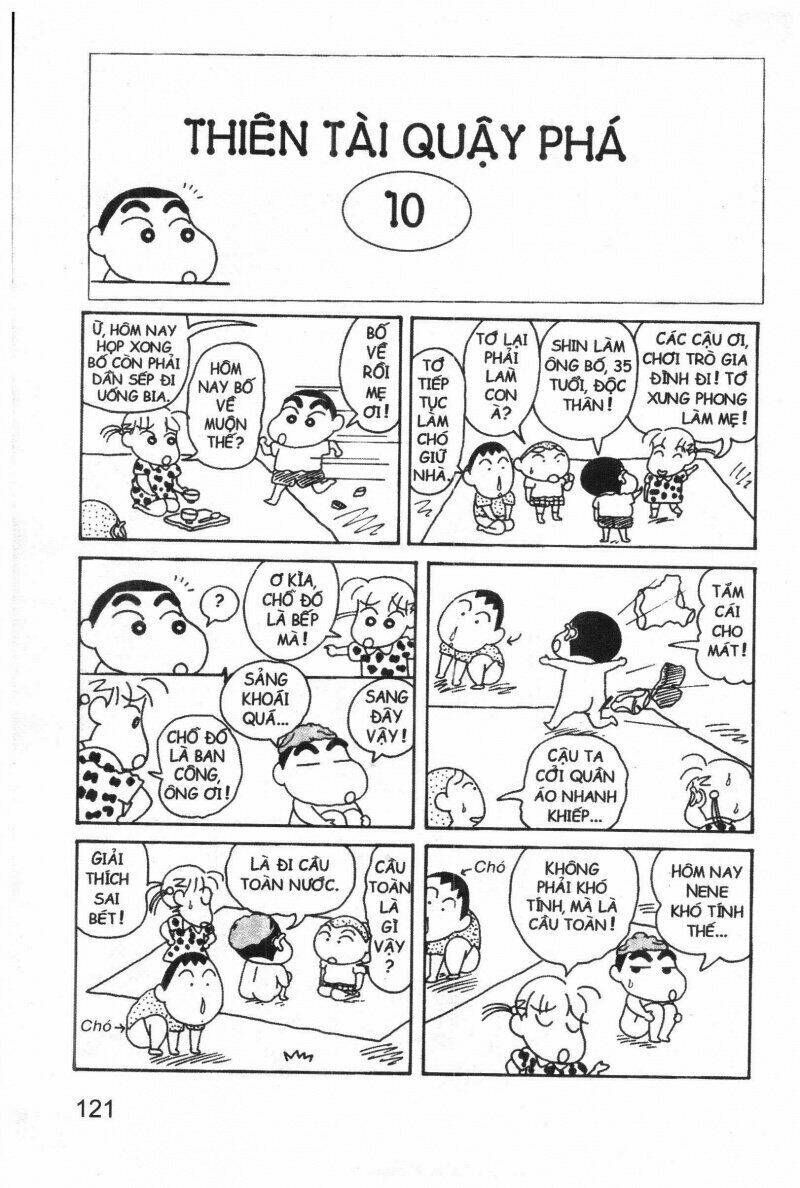 THIÊN TÀI QUẬY PHÁ
10
CÁC CẬU ƠI,
CHƠI TRÒ GIA
ĐÌNH ĐI! TỚ
XUNG PHONG
LÀM MẸ!
SHIN LÀM
ÔNG BỐ, 35
TUỔI, ĐỘC
THÂN!
TỚ LẠI
PHẢI
LÀM
CON
À?
TỚ
TIẾP
TỤC
LÀM
CHÓ
GIỮ
NHÀ.
BỐ
VỀ
RỒI
MẸ
ƠI!
HÔM
NAY BỐ
VỀ
MUỘN
THẾ?
Ừ, HÔM NAY
HỌP XONG
BỐ CÒN PHẢI
DẪN SẾP ĐI
UỐNG BIA.
TẮM
CÁI
CHO
MÁT!
CẬU TA
CỞI QUẦN
ÁO NHANH
KHIẾP...
Ơ KÌA,
CHỖ ĐỐ
LÀ BẾP
MÀ!
?
SANG
ĐÂY
VẬY!
SẢNG
KHOÁI
QUÁ...
CHỖ ĐỐ
LÀ BAN
CÔNG,
ÔNG ƠI!
HÔM NAY
NENE
KHÓ TÍNH
THẾ...
KHÔNG
PHẢI KHÓ
TÍNH, MÀ LÀ
CẦU TOÀN!
Chó
CẦU
TOÀN
LÀ
GÌ
VẬY
?
LÀ ĐI CẦU
TOÀN NƯỚC.
GIẢI
THÍCH
SAI
BÉT!
Chó
121